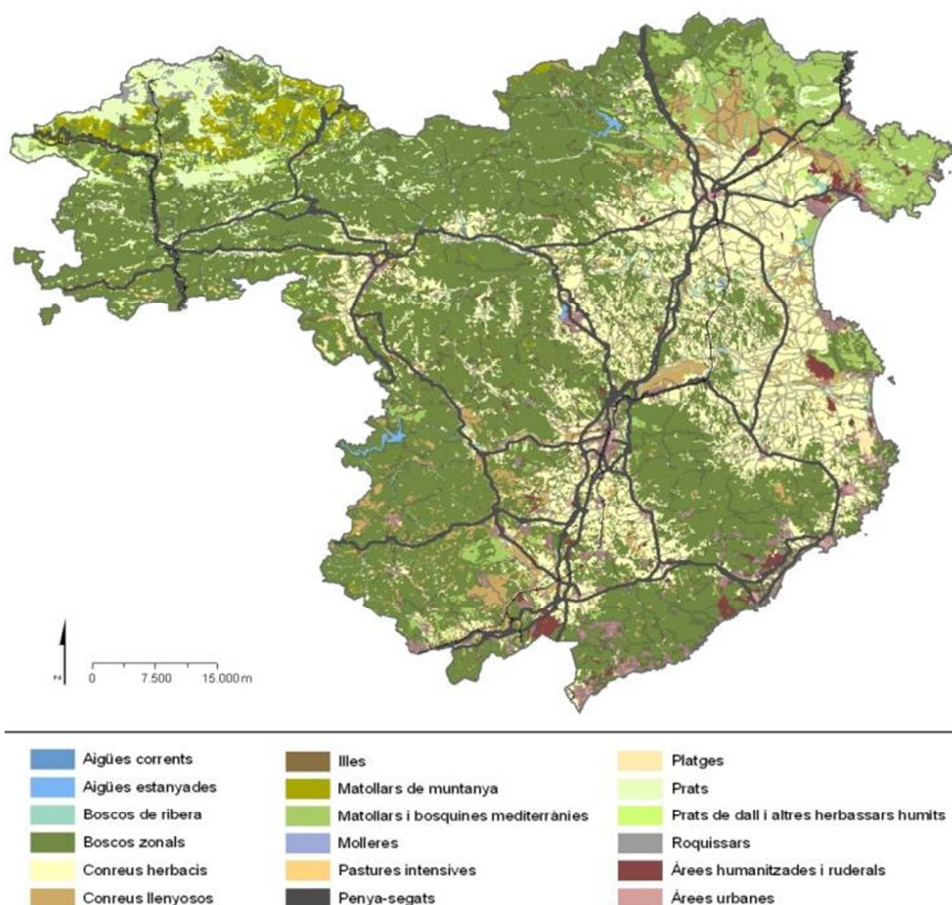 N
0 7.500 15.000 m
Aigües corrents
Aigües estanyades
Boscos de ribera
Boscos zonals
Conreus herbacis
Conreus llenyosos
Illes
Matollars de muntanya
Matollars i bosquines mediterrànies
Molleres
Pastures intensives
Penya-segats
Platges
Prats
Prats de dall i altres herbassars humits
Roquissars
Àrees humanitzades i ruderals
Àrees urbanes